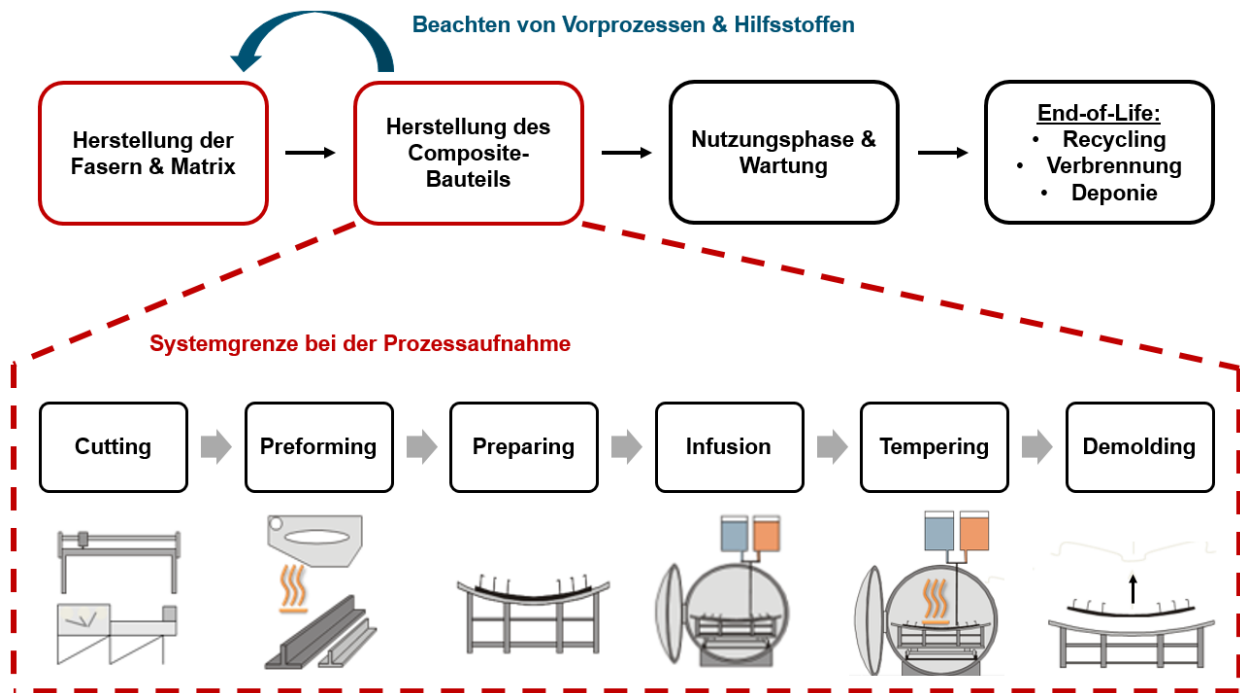 Beachten von Vorprozessen & Hilfsstoffen
Herstellung der
Fasern & Matrix
Herstellung des
Composite-
Bauteils
Nutzungsphase &
Wartung
End-of-Life:
• Recycling
• Verbrennung
• Deponie
Systemgrenze bei der Prozessaufnahme
Cutting
Preforming
Preparing
Infusion
Tempering
Demolding